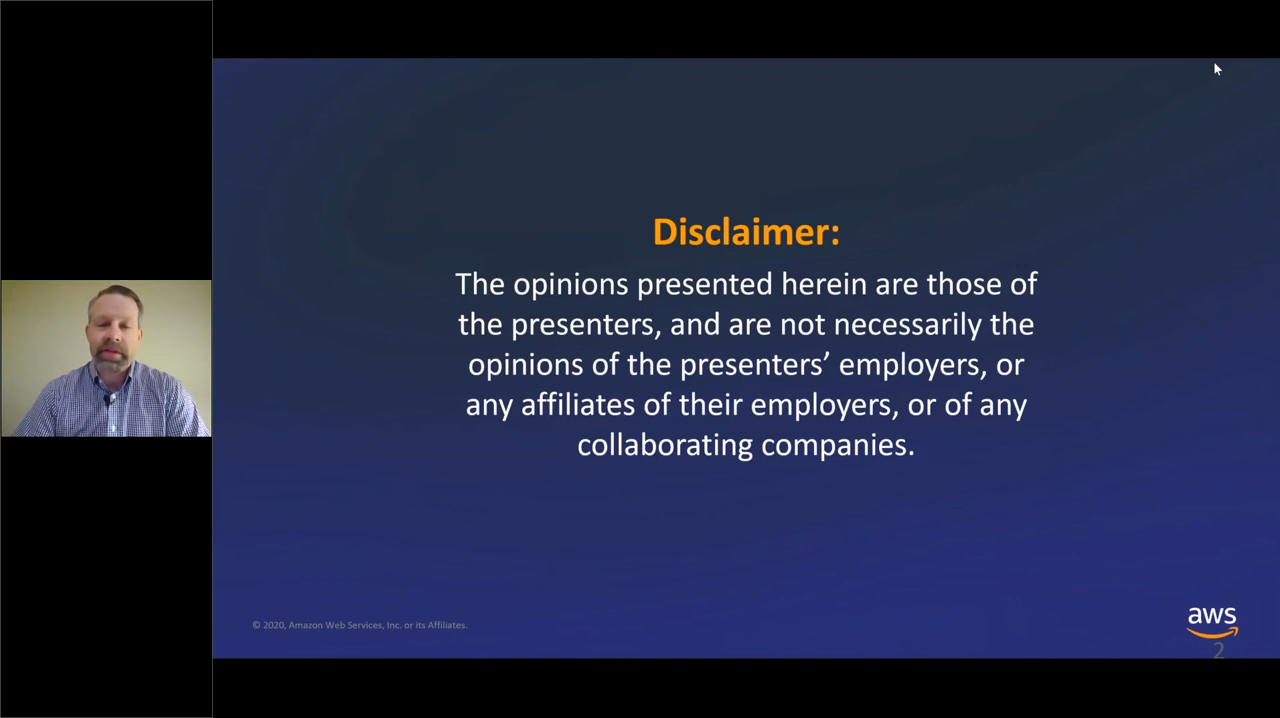 Disclaimer:
The opinions presented herein are those of
the presenters, and are not necessarily the
opinions of the presenters’ employers, or
any affiliates of their employers, or of any
collaborating companies.
© 2020, Amazon Web Services, Inc. or its Affiliates.
aws
2